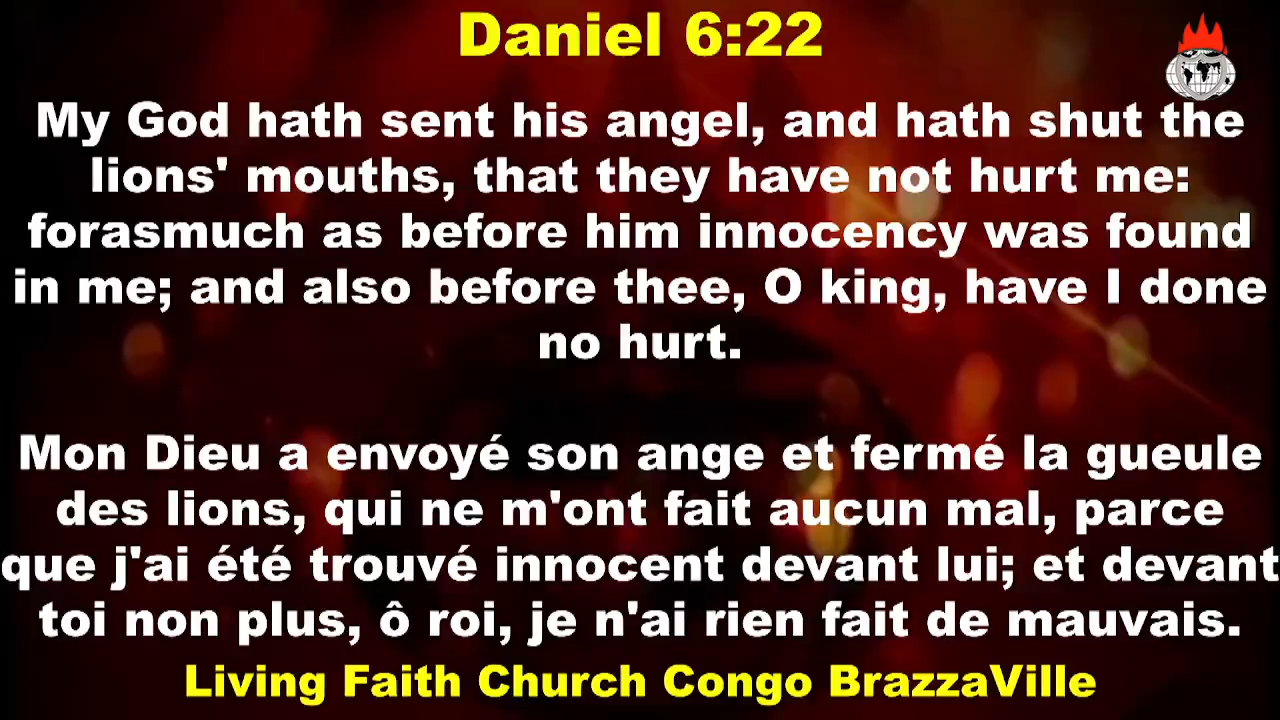 Daniel 6:22
My God hath sent his angel, and hath shut the
lions' mouths, that they have not hurt me:
forasmuch as before him innocency was found
in me; and also before thee, O king, have I done
no hurt.
Mon Dieu a envoyé son ange et fermé la gueule
des lions, qui ne m'ont fait aucun mal, parce
que j'ai été trouvé innocent devant lui; et devant
toi non plus, ô roi, je n'ai rien fait de mauvais.
Living Faith Church Congo BrazzaVille